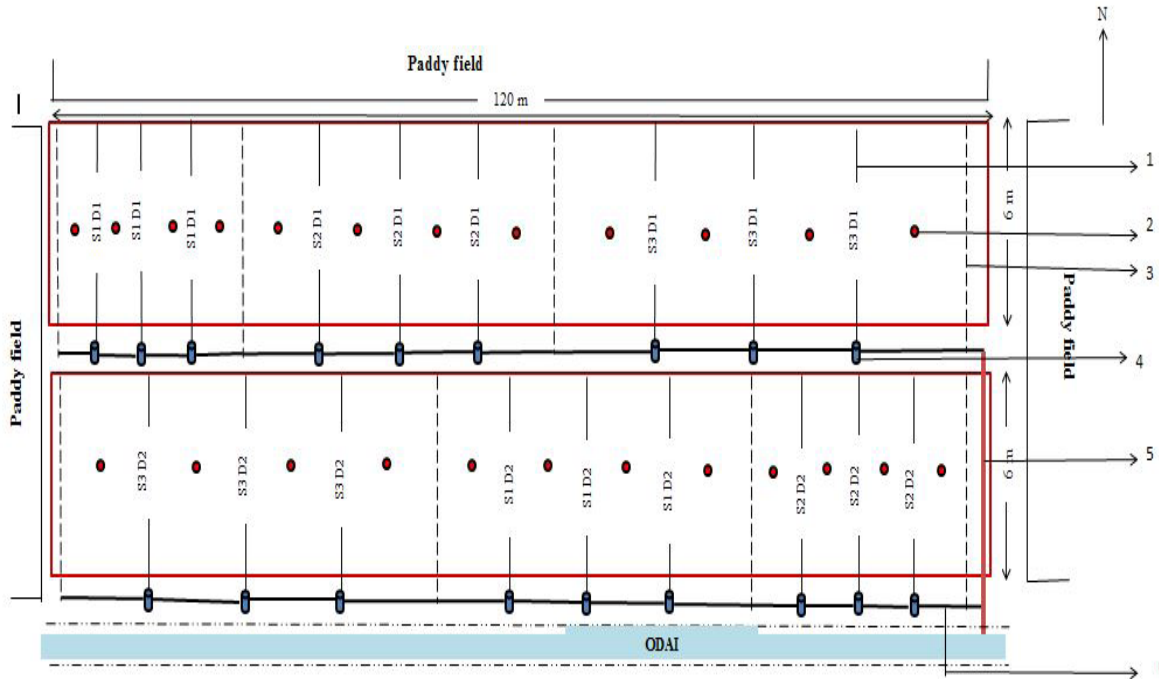 N
Paddy field
120 m
1
S1 D1
S1 D1
S1 D1
S2 D1
S2 D1
S2 D1
S3 D1
S3 D1
S3 D1
6 m
2
3
Paddy field
Paddy field
4
S3 D2
S3 D2
S3 D2
S1 D2
S1 D2
S1 D2
S2 D2
S2 D2
S2 D2
6 m
5
ODAI